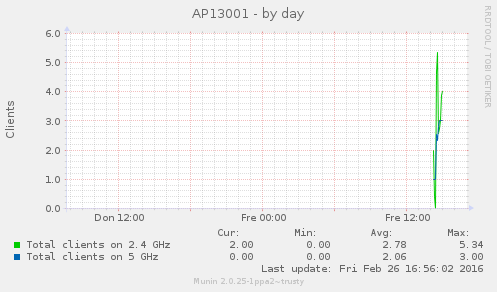 AP13001 - by day
RRDTOOL / TOBI OETIKER
Clients
6.0
5.0
4.0
3.0
2.0
1.0
0.0
Don 12:00 Fre 00:00 Fre 12:00
Cur: Min: Avg: Max:
Total clients on 2.4 GHz 2.00 0.00 2.78 5.34
Total clients on 5 GHz 0.00 0.00 2.06 3.00
Last update: Fri Feb 26 16:56:02 2016
Munin 2.0.25-1ppa2~trusty